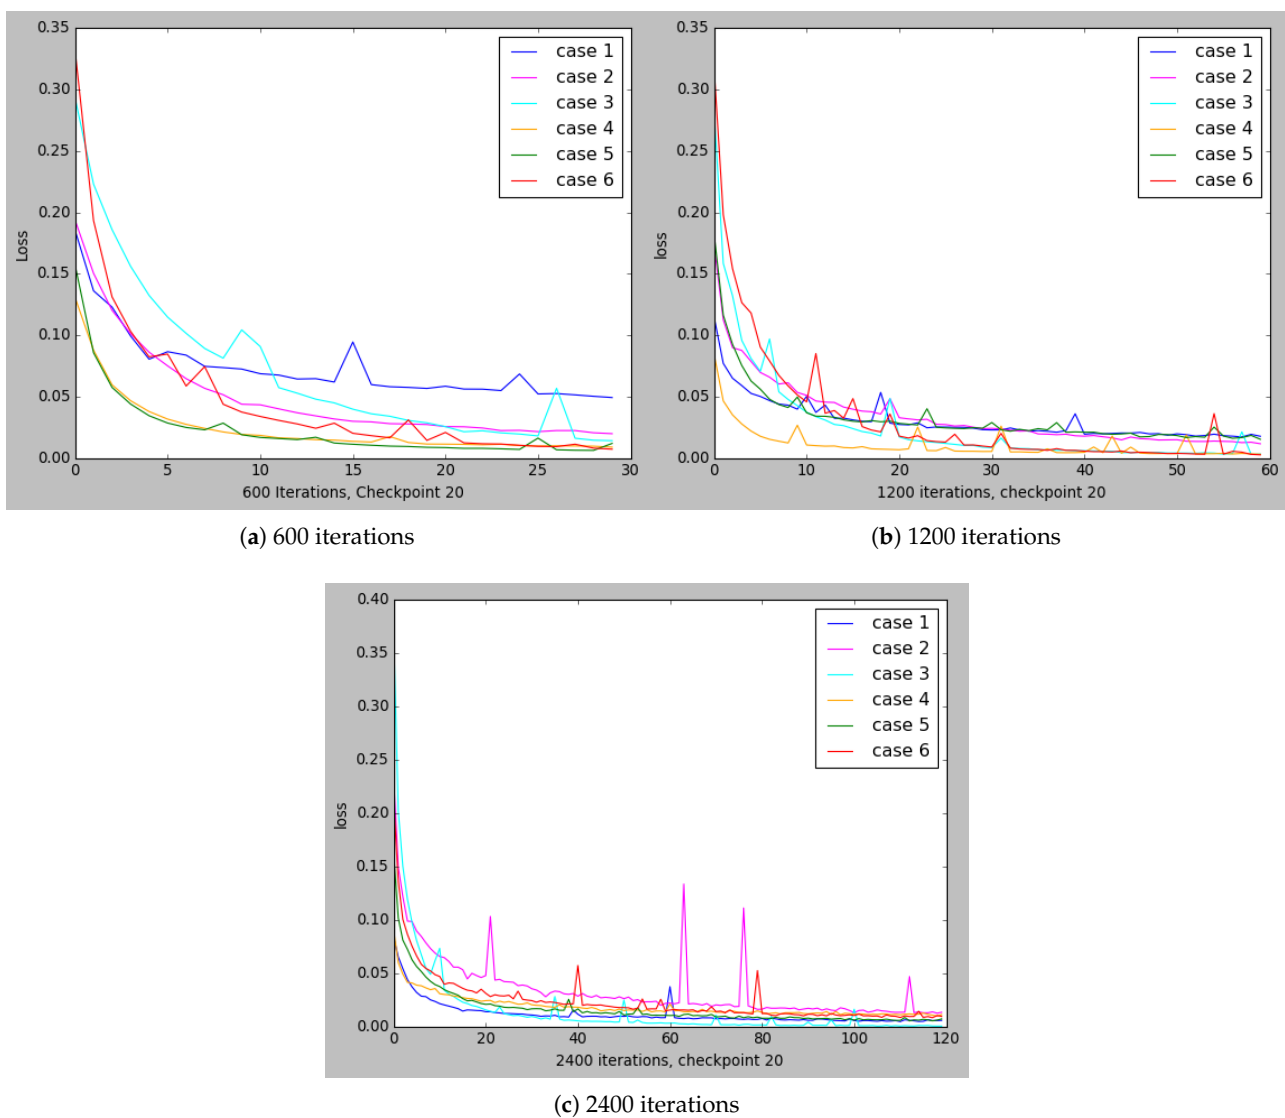 0.35
0.30
0.25
0.20
0.15
0.10
0.05
0.00
Loss
0 5 10 15 20 25 30
600 Iterations, Checkpoint 20
case 1
case 2
case 3
case 4
case 5
case 6
(a) 600 iterations
0.35
0.30
0.25
0.20
0.15
0.10
0.05
0.00
loss
0 10 20 30 40 50 60
1200 iterations, checkpoint 20
case 1
case 2
case 3
case 4
case 5
case 6
(b) 1200 iterations
0.40
0.35
0.30
0.25
0.20
0.15
0.10
0.05
0.00
loss
0 20 40 60 80 100 120
2400 iterations, checkpoint 20
case 1
case 2
case 3
case 4
case 5
case 6
(c) 2400 iterations